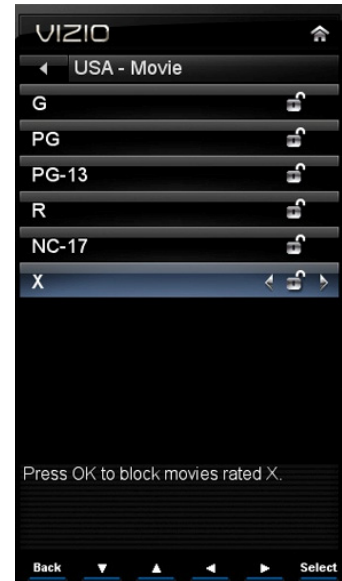 VIZIO
USA - Movie
G
PG
PG-13
R
NC-17
X
Press OK to block movies rated X.
Back Select